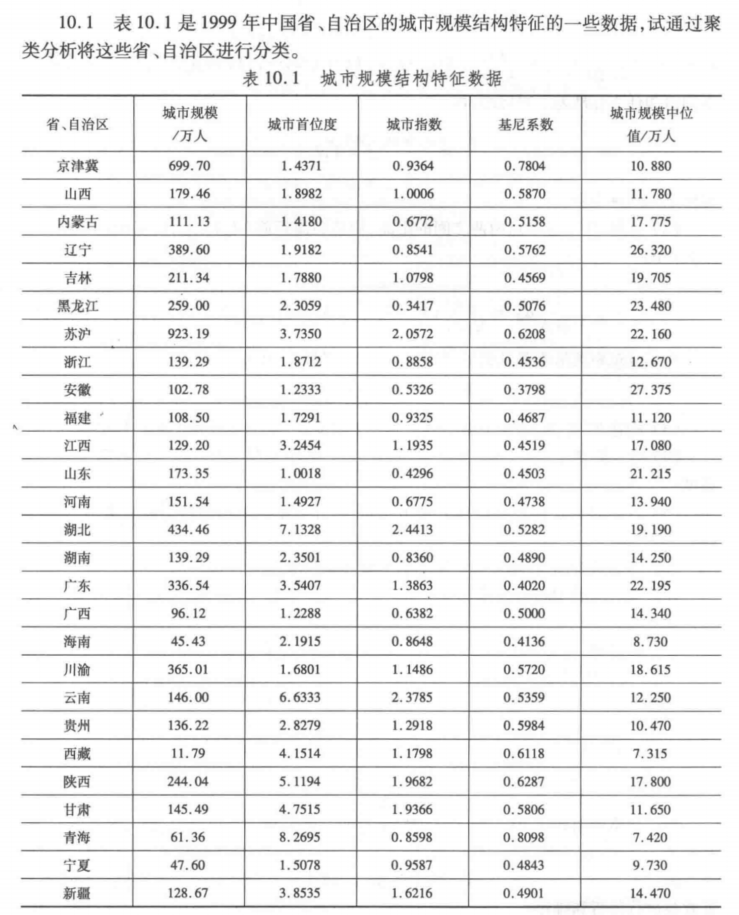 10.1 表10.1是1999年中国省、自治区的城市规模结构特征的一些数据,试通过聚
类分析将这些省、自治区进行分类。
表10.1 城市规模结构特征数据
省、自治区 城市规模/万人 城市首位度 城市指数 基尼系数 城市规模中位值/万人
京津冀 699.70 1.4371 0.9364 0.7804 10.880
山西 179.46 1.8982 1.0006 0.5870 11.780
内蒙古 111.13 1.4180 0.6772 0.5158 17.775
辽宁 389.60 1.9182 0.8541 0.5762 26.320
吉林 211.34 1.7880 1.0798 0.4569 19.705
黑龙江 259.00 2.3059 0.3417 0.5076 23.480
苏沪 923.19 3.7350 2.0572 0.6208 22.160
浙江 139.29 1.8712 0.8858 0.4536 12.670
安徽 102.78 1.2333 0.5326 0.3798 27.375
福建 108.50 1.7291 0.9325 0.4687 11.120
江西 129.20 3.2454 1.1935 0.4519 17.080
山东 173.35 1.0018 0.4296 0.4503 21.215
河南 151.54 1.4927 0.6775 0.4738 13.940
湖北 434.46 7.1328 2.4413 0.5282 19.190
湖南 139.29 2.3501 0.8360 0.4890 14.250
广东 336.54 3.5407 1.3863 0.4020 22.195
广西 96.12 1.2288 0.6382 0.5000 14.340
海南 45.43 2.1915 0.8648 0.4136 8.730
川渝 365.01 1.6801 1.1486 0.5720 18.615
云南 146.00 6.6333 2.3785 0.5359 12.250
贵州 136.22 2.8279 1.2918 0.5984 10.470
西藏 11.79 4.1514 1.1798 0.6118 7.315
陕西 244.04 5.1194 1.9682 0.6287 17.800
甘肃 145.49 4.7515 1.9366 0.5806 11.650
青海 61.36 8.2695 0.8598 0.8098 7.420
宁夏 47.60 1.5078 0.9587 0.4843 9.730
新疆 128.67 3.8535 1.6216 0.4901 14.470